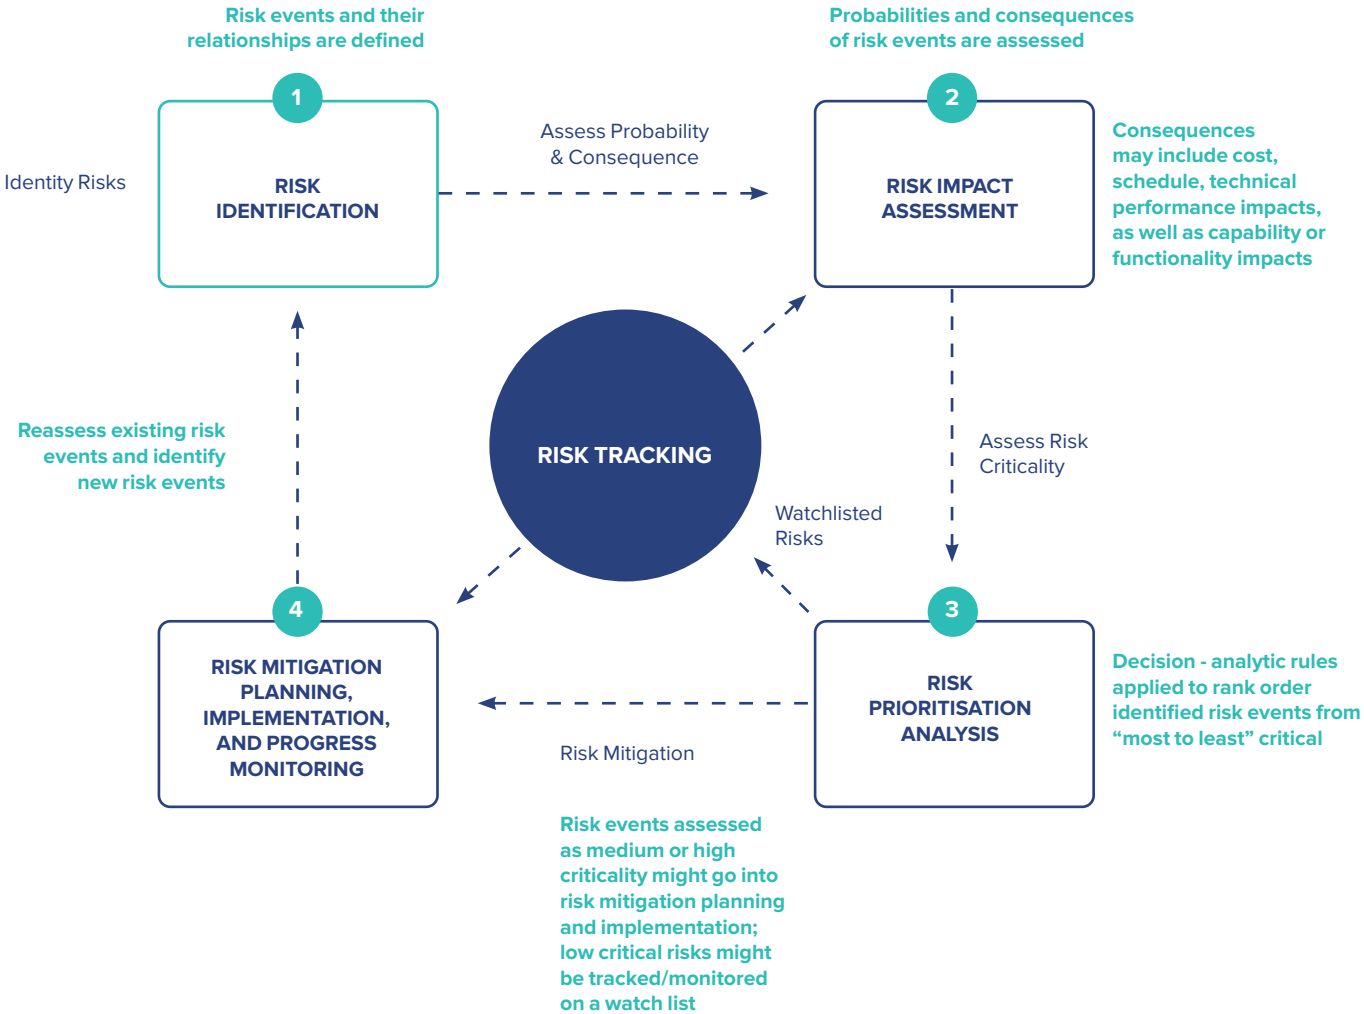 Risk events and their
relationships are defined
Probabilities and consequences
of risk events are assessed
1
2
Identity Risks
RISK
IDENTIFICATION
Assess Probability
& Consequence
RISK IMPACT
ASSESSMENT
Consequences
may include cost,
schedule, technical
performance impacts,
as well as capability or
functionality impacts
Reassess existing risk
events and identify
new risk events
RISK TRACKING
Assess Risk
Criticality
Watchlisted
Risks
4
3
RISK MITIGATION
PLANNING,
IMPLEMENTATION,
AND PROGRESS
MONITORING
RISK
PRIORITISATION
ANALYSIS
Decision - analytic rules
applied to rank order
identified risk events from
“most to least” critical
Risk Mitigation
Risk events assessed
as medium or high
criticality might go into
risk mitigation planning
and implementation;
low critical risks might
be tracked/monitored
on a watch list